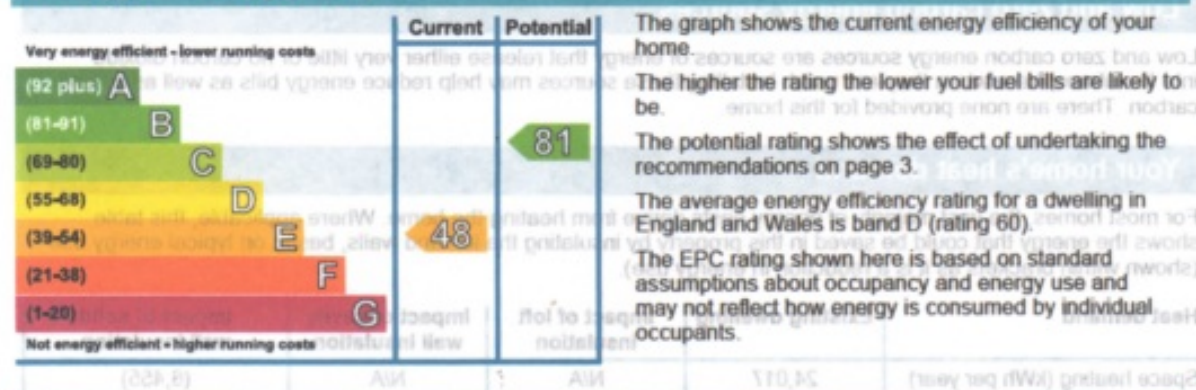 Current Potential
Very energy efficient - lower running costs
(92 plus) A
(81-91) B
81
(69-80) C
(55-68) D
(39-54) E
48
(21-38) F
(1-20) G
Not energy efficient - higher running costs
The graph shows the current energy efficiency of your
home.
The higher the rating the lower your fuel bills are likely to
be.
The potential rating shows the effect of undertaking the
recommendations on page 3.
The average energy efficiency rating for a dwelling in
England and Wales is band D (rating 60).
The EPC rating shown here is based on standard
assumptions about occupancy and energy use and
may not reflect how energy is consumed by individual
occupants.